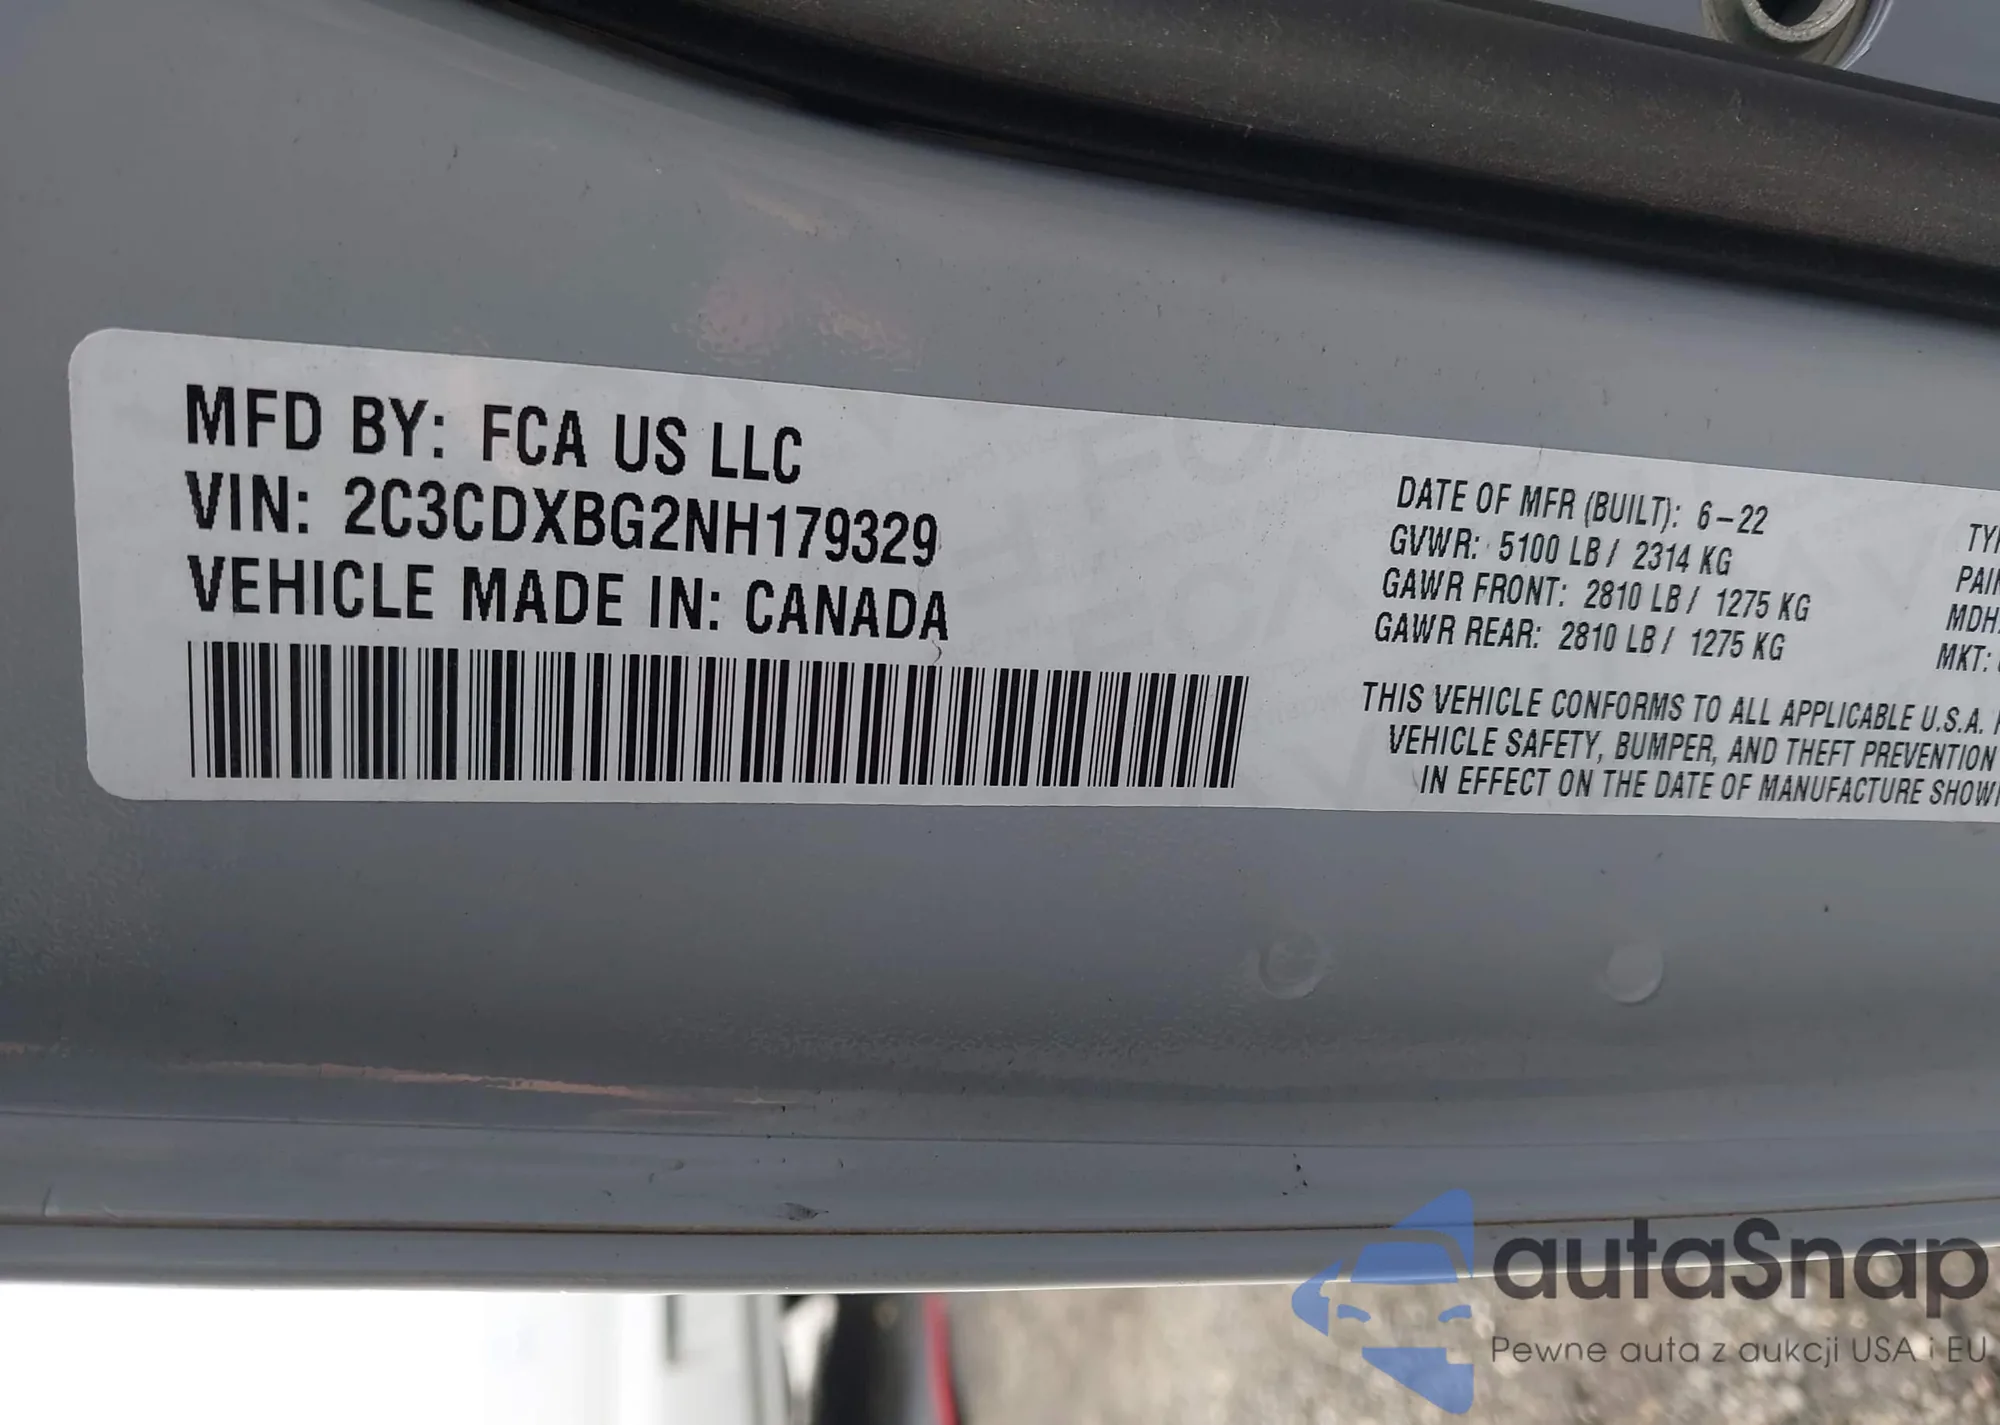 MFD BY: FCA US LLC
VIN: 2C3CDXBG2NH179329
VEHICLE MADE IN: CANADA
DATE OF MFR (BUILT): 6-22
GVWR: 5100 LB / 2314 KG
GAWR FRONT: 2810 LB / 1275 KG
GAWR REAR: 2810 LB / 1275 KG
THIS VEHICLE CONFORMS TO ALL APPLICABLE U.S.A.
VEHICLE SAFETY, BUMPER, AND THEFT PREVENTION
IN EFFECT ON THE DATE OF MANUFACTURE SHOW
MKT:
autaSnap
Pewne auta z aukcji USA i EU